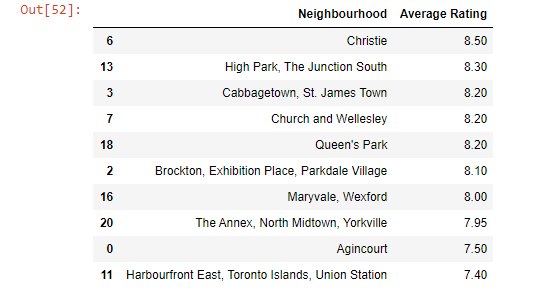 Out[52]:
Neighbourhood Average Rating
6 Christie 8.50
13 High Park, The Junction South 8.30
3 Cabbagetown, St. James Town 8.20
7 Church and Wellesley 8.20
18 Queen's Park 8.20
2 Brockton, Exhibition Place, Parkdale Village 8.10
16 Maryvale, Wexford 8.00
20 The Annex, North Midtown, Yorkville 7.95
0 Agincourt 7.50
11 Harbourfront East, Toronto Islands, Union Station 7.40